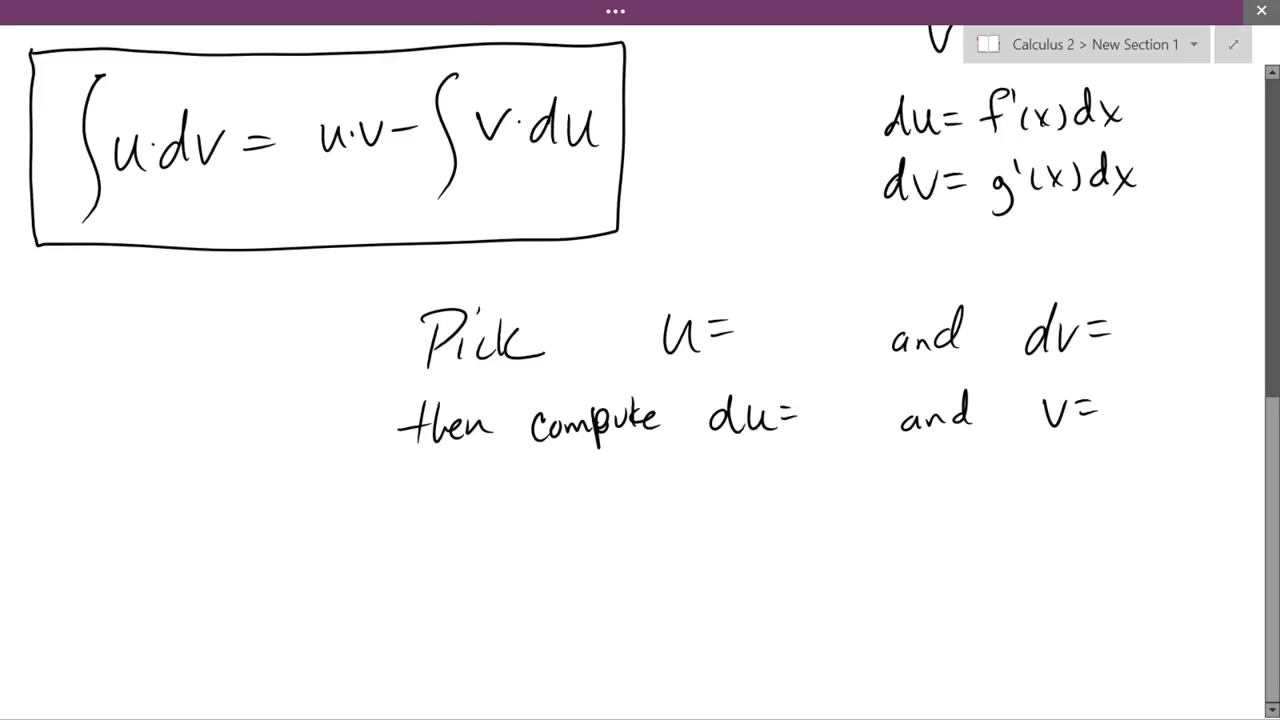 Calculus 2 > New Section 1
∫u·dv = u·v − ∫v·du
du = f'(x)dx
dv = g'(x)dx
Pick u= and dv=
then compute du= and v=